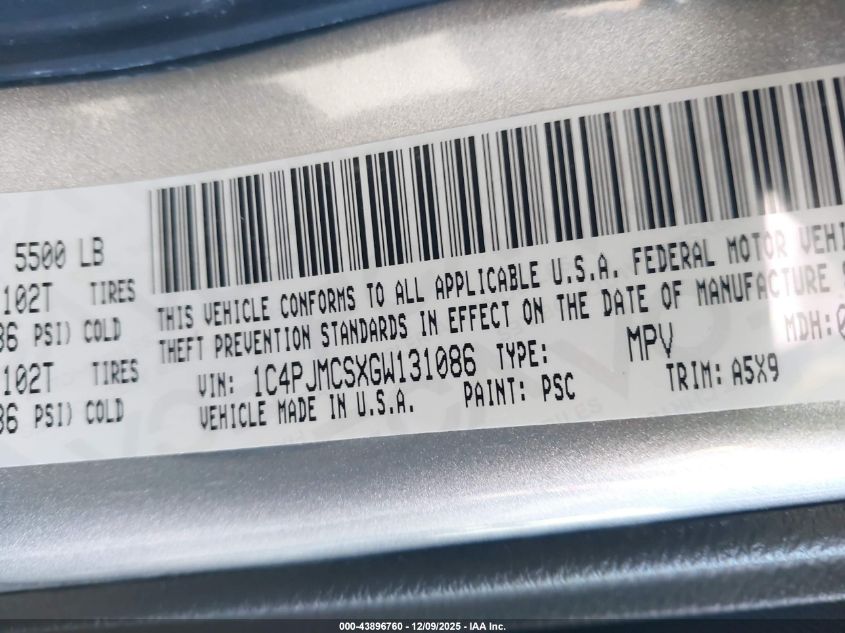 5500 LB
102T TIRES
PSI) COLD
102T TIRES
PSI) COLD
THIS VEHICLE CONFORMS TO ALL APPLICABLE U.S.A. FEDERAL MOTOR
THEFT PREVENTION STANDARDS IN EFFECT ON THE DATE OF MANUFACTURE
VIN: 1C4PJMCSXGW131086 TYPE: MPV MDH:0
VEHICLE MADE IN U.S.A. PAINT: PSC TRIM: A5X9
000-43896760 - 12/09/2025 - IAA Inc.